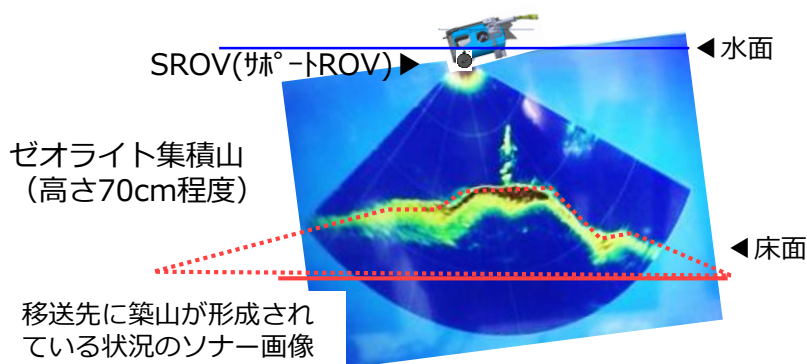 ◀水面
SROV(ｻﾎﾟｰﾄROV)▶
ゼオライト集積山
（高さ70cm程度）
◀床面
移送先に築山が形成され
ている状況のソナー画像